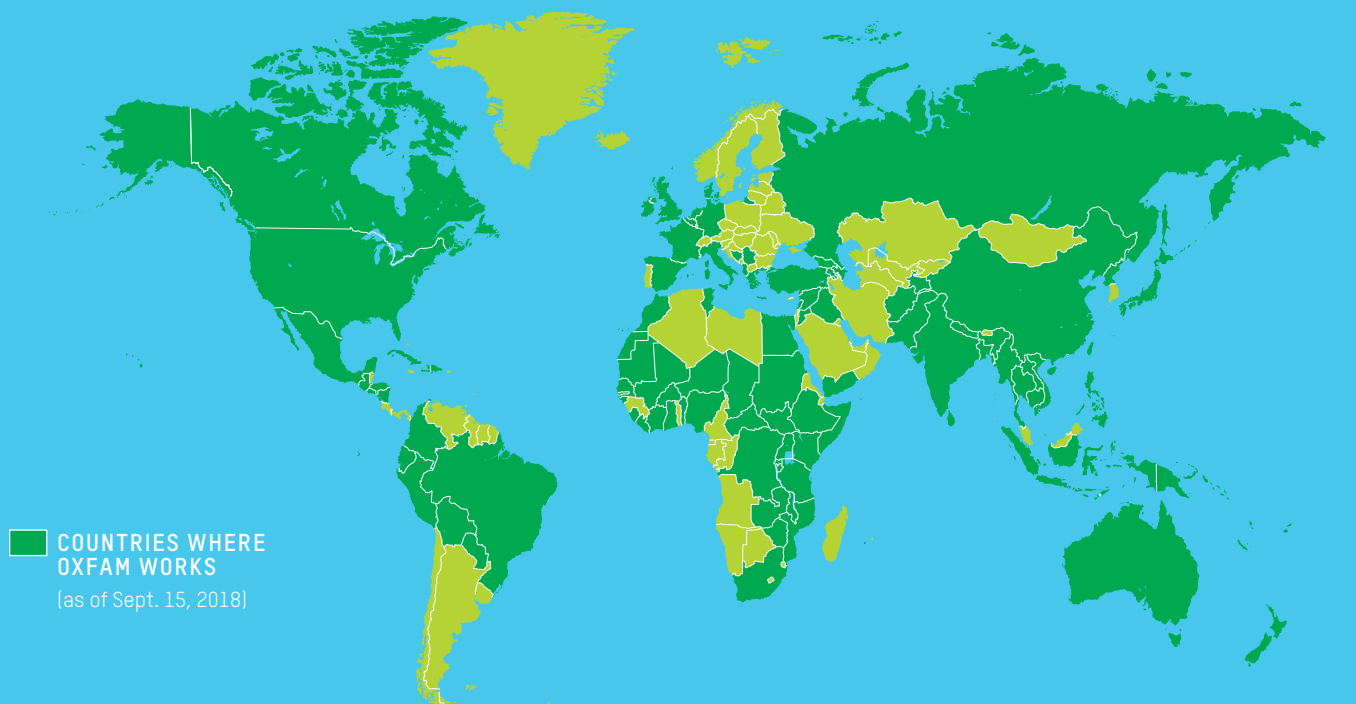 COUNTRIES WHERE
OXFAM WORKS
(as of Sept. 15, 2018)